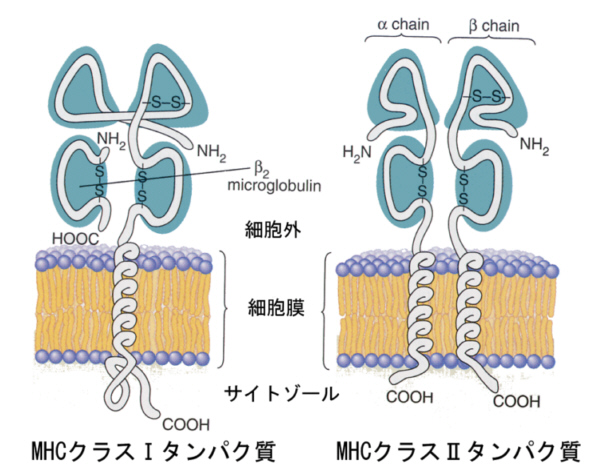 α chain
β chain
S-S
S-S
NH2
NH2
H2N
NH2
S
S
S
S
β2
microglobulin
S
S
S
S
HOOC
細胞外
細胞膜
サイトゾール
COOH
COOH
COOH
MHCクラスⅠタンパク質
MHCクラスⅡタンパク質